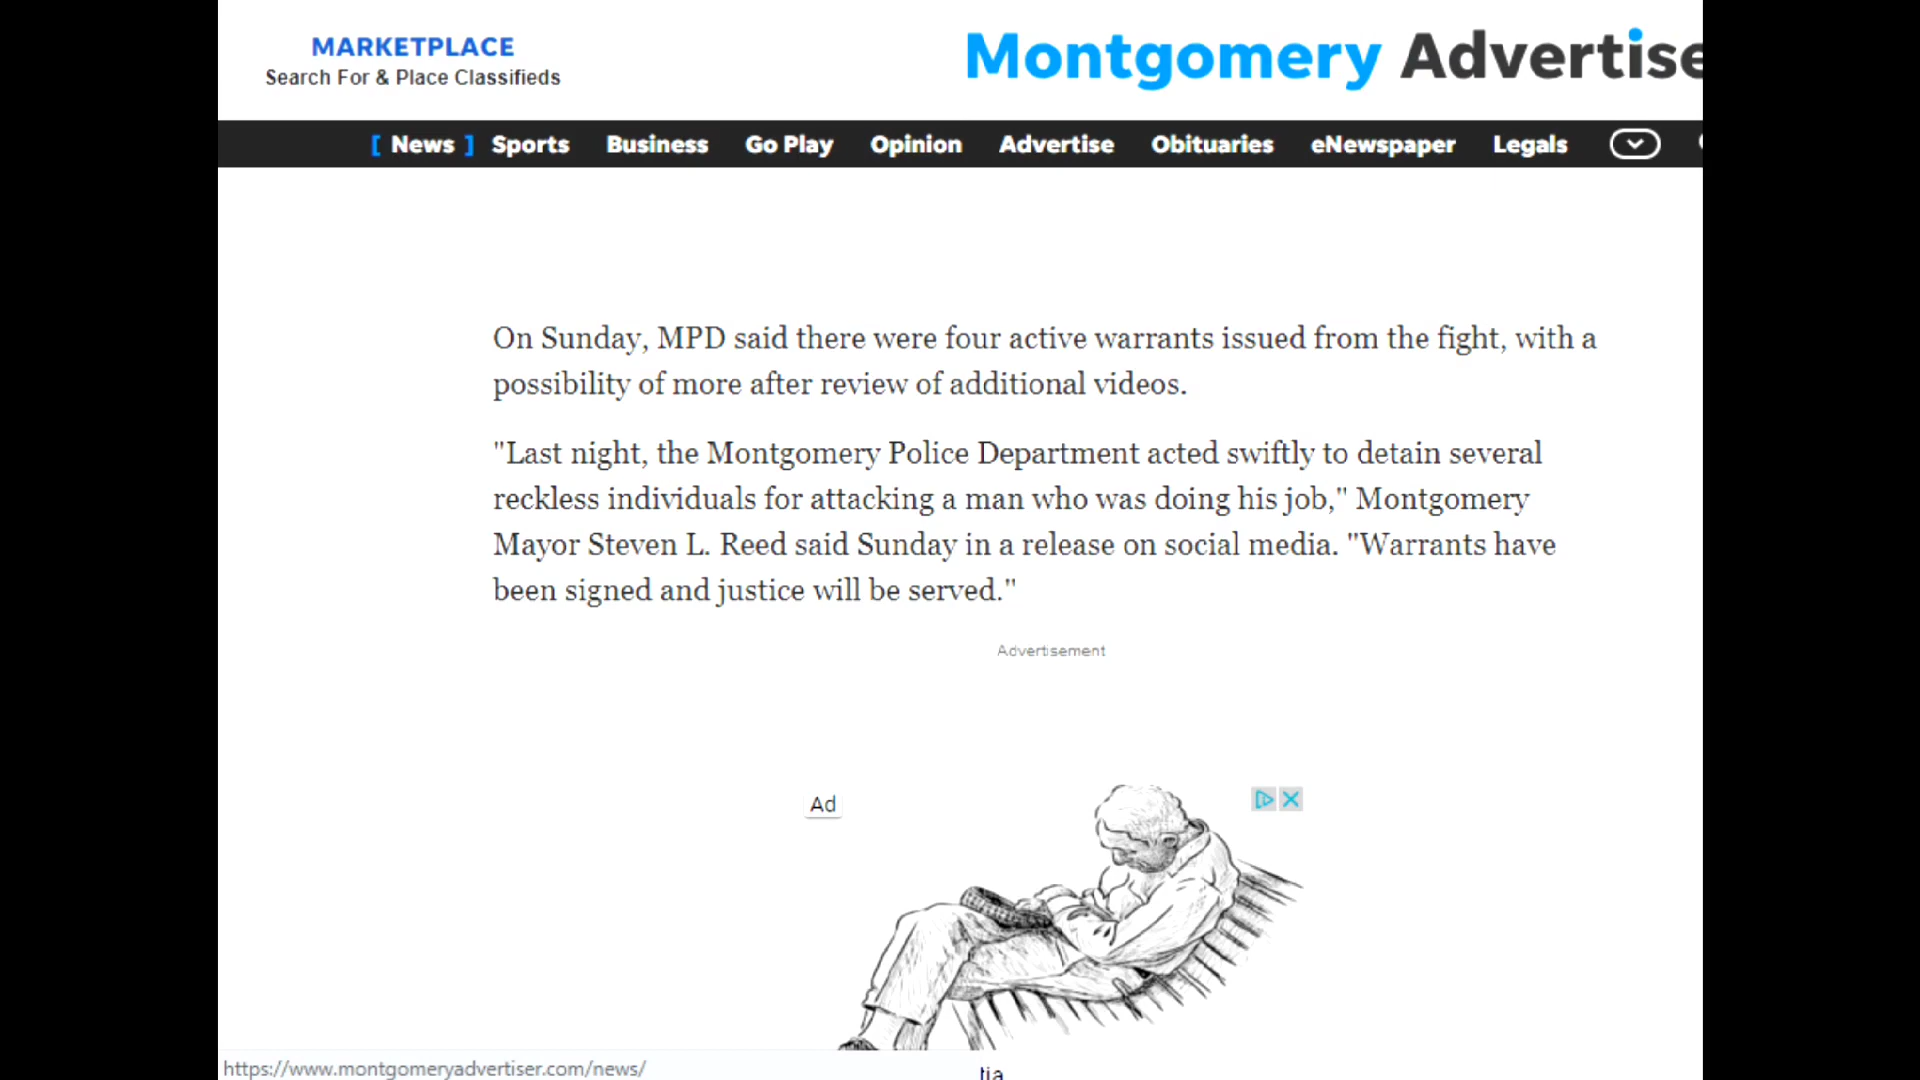 MARKETPLACE
Search For & Place Classifieds
Montgomery Advertise
[ News ] Sports Business Go Play Opinion Advertise Obituaries eNewspaper Legals
On Sunday, MPD said there were four active warrants issued from the fight, with a
possibility of more after review of additional videos.
"Last night, the Montgomery Police Department acted swiftly to detain several
reckless individuals for attacking a man who was doing his job," Montgomery
Mayor Steven L. Reed said Sunday in a release on social media. "Warrants have
been signed and justice will be served."
Advertisement
Ad
https://www.montgomeryadvertiser.com/news/